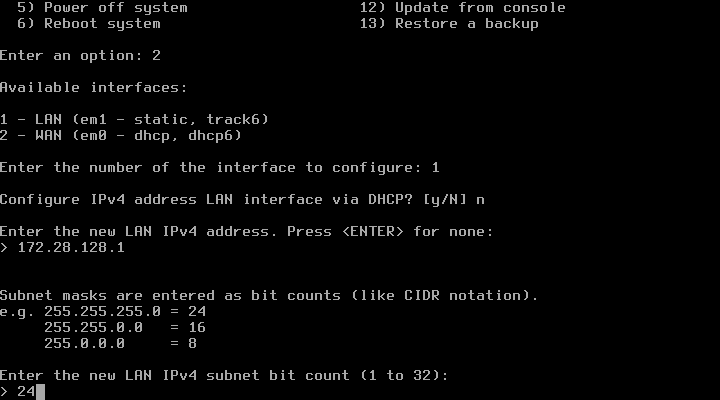 5) Power off system                   12) Update from console
6) Reboot system                      13) Restore a backup
Enter an option: 2
Available interfaces:
1 - LAN (em1 - static, track6)
2 - WAN (em0 - dhcp, dhcp6)
Enter the number of the interface to configure: 1
Configure IPv4 address LAN interface via DHCP? [y/N] n
Enter the new LAN IPv4 address. Press <ENTER> for none:
> 172.28.128.1
Subnet masks are entered as bit counts (like CIDR notation).
e.g. 255.255.255.0 = 24
     255.255.0.0   = 16
     255.0.0.0     = 8
Enter the new LAN IPv4 subnet bit count (1 to 32):
> 24